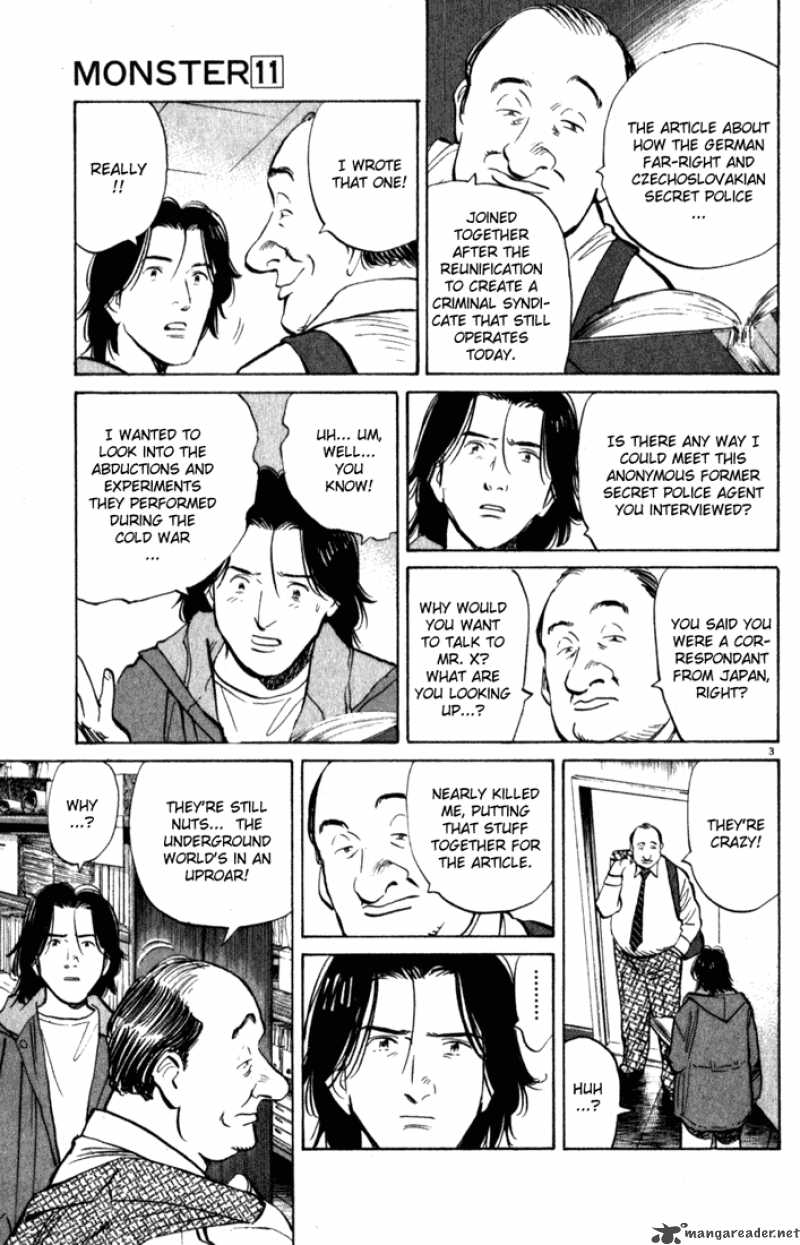 MONSTER 11
THE ARTICLE ABOUT
HOW THE GERMAN
FAR-RIGHT AND
CZECHOSLOVAKIAN
SECRET POLICE
...
JOINED
TOGETHER
AFTER THE
REUNIFICATION
TO CREATE A
CRIMINAL SYNDI-
CATE THAT STILL
OPERATES
TODAY.
I WROTE
THAT ONE!
REALLY
!!
IS THERE ANY WAY I
COULD MEET THIS
ANONYMOUS FORMER
SECRET POLICE AGENT
YOU INTERVIEWED?
YOU SAID YOU
WERE A COR-
RESPONDANT
FROM JAPAN,
RIGHT?
WHY WOULD
YOU WANT
TO TALK TO
MR. X?
WHAT ARE
YOU LOOKING
UP...?
UH... UM,
WELL...
YOU
KNOW!
I WANTED TO
LOOK INTO THE
ABDUCTIONS AND
EXPERIMENTS
THEY PERFORMED
DURING THE
COLD WAR
...
3
THEY'RE
CRAZY!
HUH
...?
NEARLY KILLED
ME, PUTTING
THAT STUFF
TOGETHER FOR
THE ARTICLE.
.........
THEY'RE STILL
NUTS... THE
UNDERGROUND
WORLD'S IN AN
UPROAR!
WHY
...?
mangareader.net